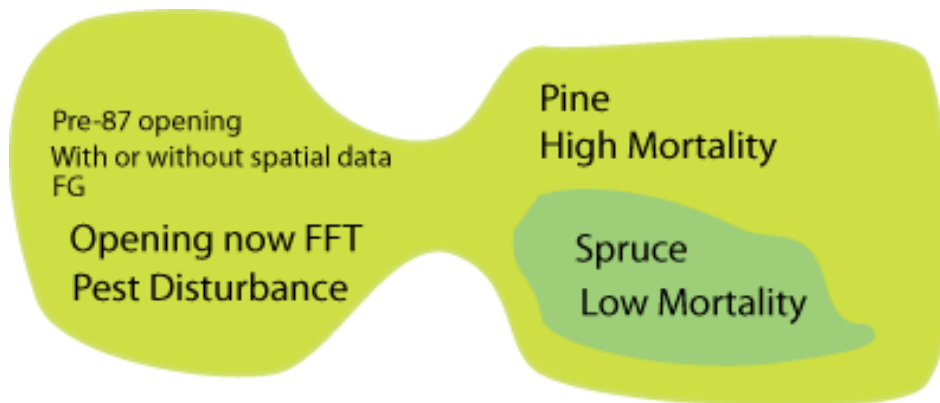 Pre-87 opening
With or without spatial data
FG
Opening now FFT
Pest Disturbance
Pine
High Mortality
Spruce
Low Mortality